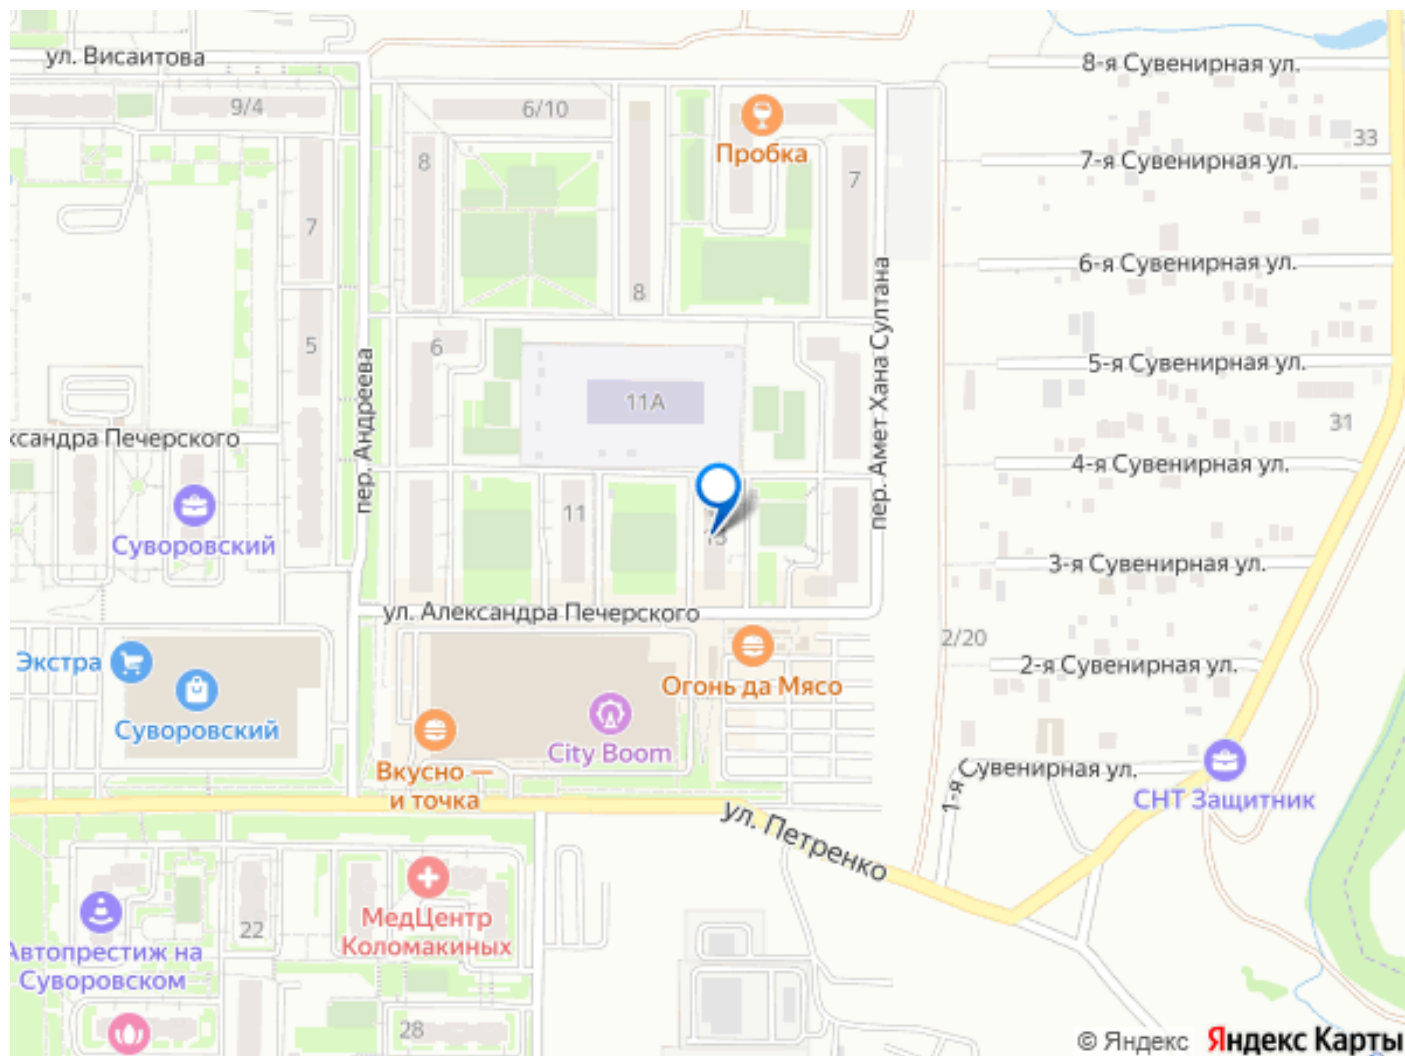 ул. Висаитова
8-я Сувенирная ул.
9/4
6/10
Пробка
33
8
7-я Сувенирная ул.
7
7
6-я Сувенирная ул.
8
пер. Амет Хана Султана
5
6
пер. Андреева
5-я Сувенирная ул.
11А
31
ксандра Печерского
4-я Сувенирная ул.
11
Суворовский
3-я Сувенирная ул.
ул. Александра Печерского
2/20
Экстра
2-я Сувенирная ул.
Огонь да Мясо
Суворовский
City Boom
Вкусно —
и точка
1-я Сувенирная ул.
СНТ Защитник
ул. Петренко
МедЦентр
Коломакиных
22
Автопрестиж на
Суворовском
28
© Яндекс Яндекс Карты